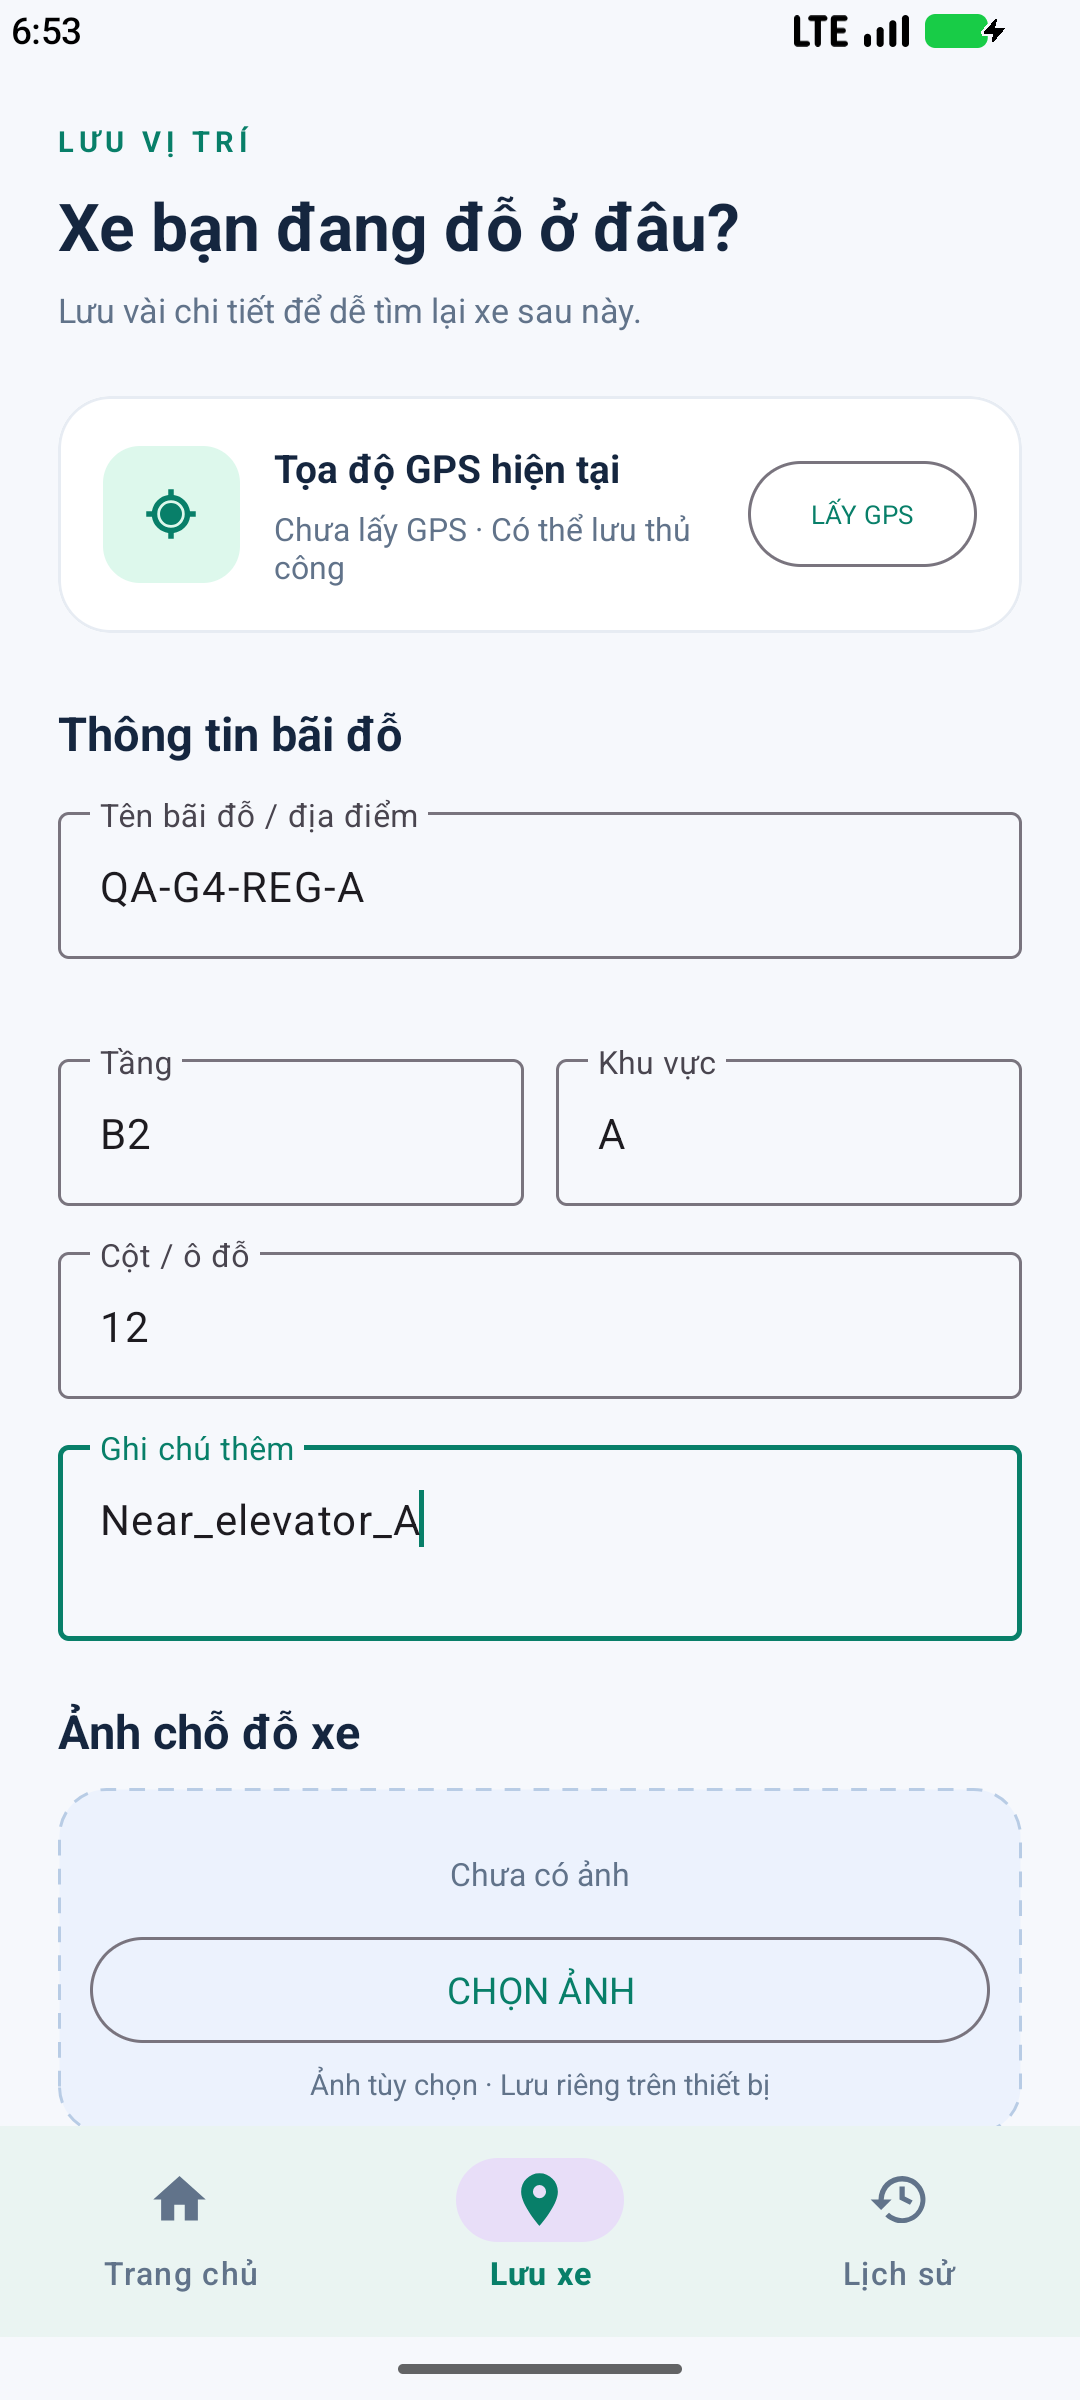 6:53
LTE
LƯU VỊ TRÍ
Xe bạn đang đỗ ở đâu?
Lưu vài chi tiết để dễ tìm lại xe sau này.
Tọa độ GPS hiện tại
Chưa lấy GPS · Có thể lưu thủ
công
LẤY GPS
Thông tin bãi đỗ
Tên bãi đỗ / địa điểm
QA-G4-REG-A
Tầng
B2
Khu vực
A
Cột / ô đỗ
12
Ghi chú thêm
Near_elevator_A
Ảnh chỗ đỗ xe
Chưa có ảnh
CHỌN ẢNH
Ảnh tùy chọn · Lưu riêng trên thiết bị
Trang chủ
Lưu xe
Lịch sử